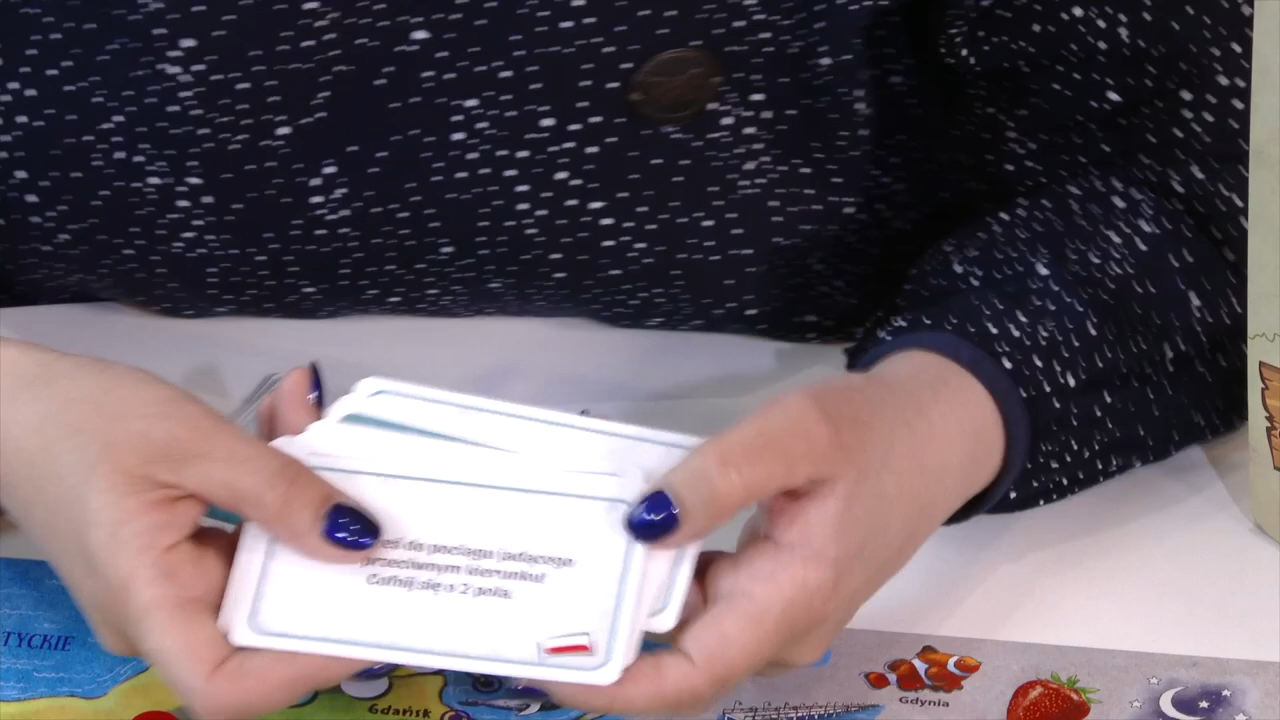 do pociągu jadącego
przeciwnym kierunku!
Cofnij się o 2 pola.
TYCKIE
Gdańsk
Gdynia